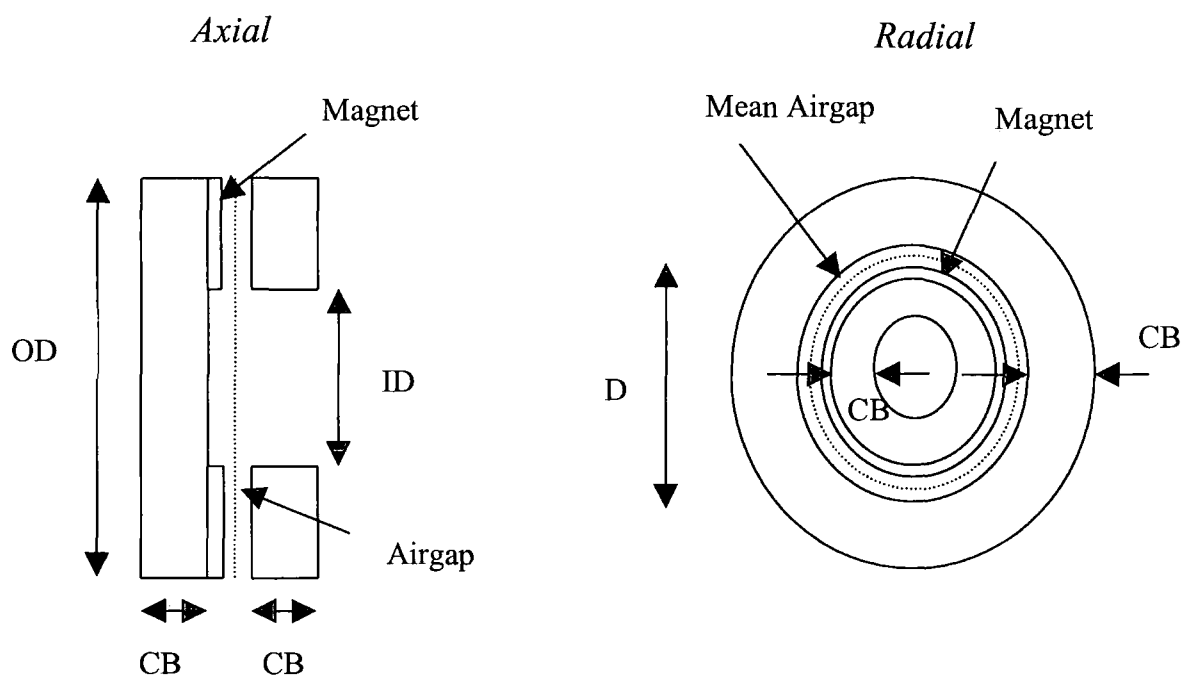 Axial
Radial
Magnet
Mean Airgap
Magnet
OD
ID
D
CB
CB
Airgap
CB
CB